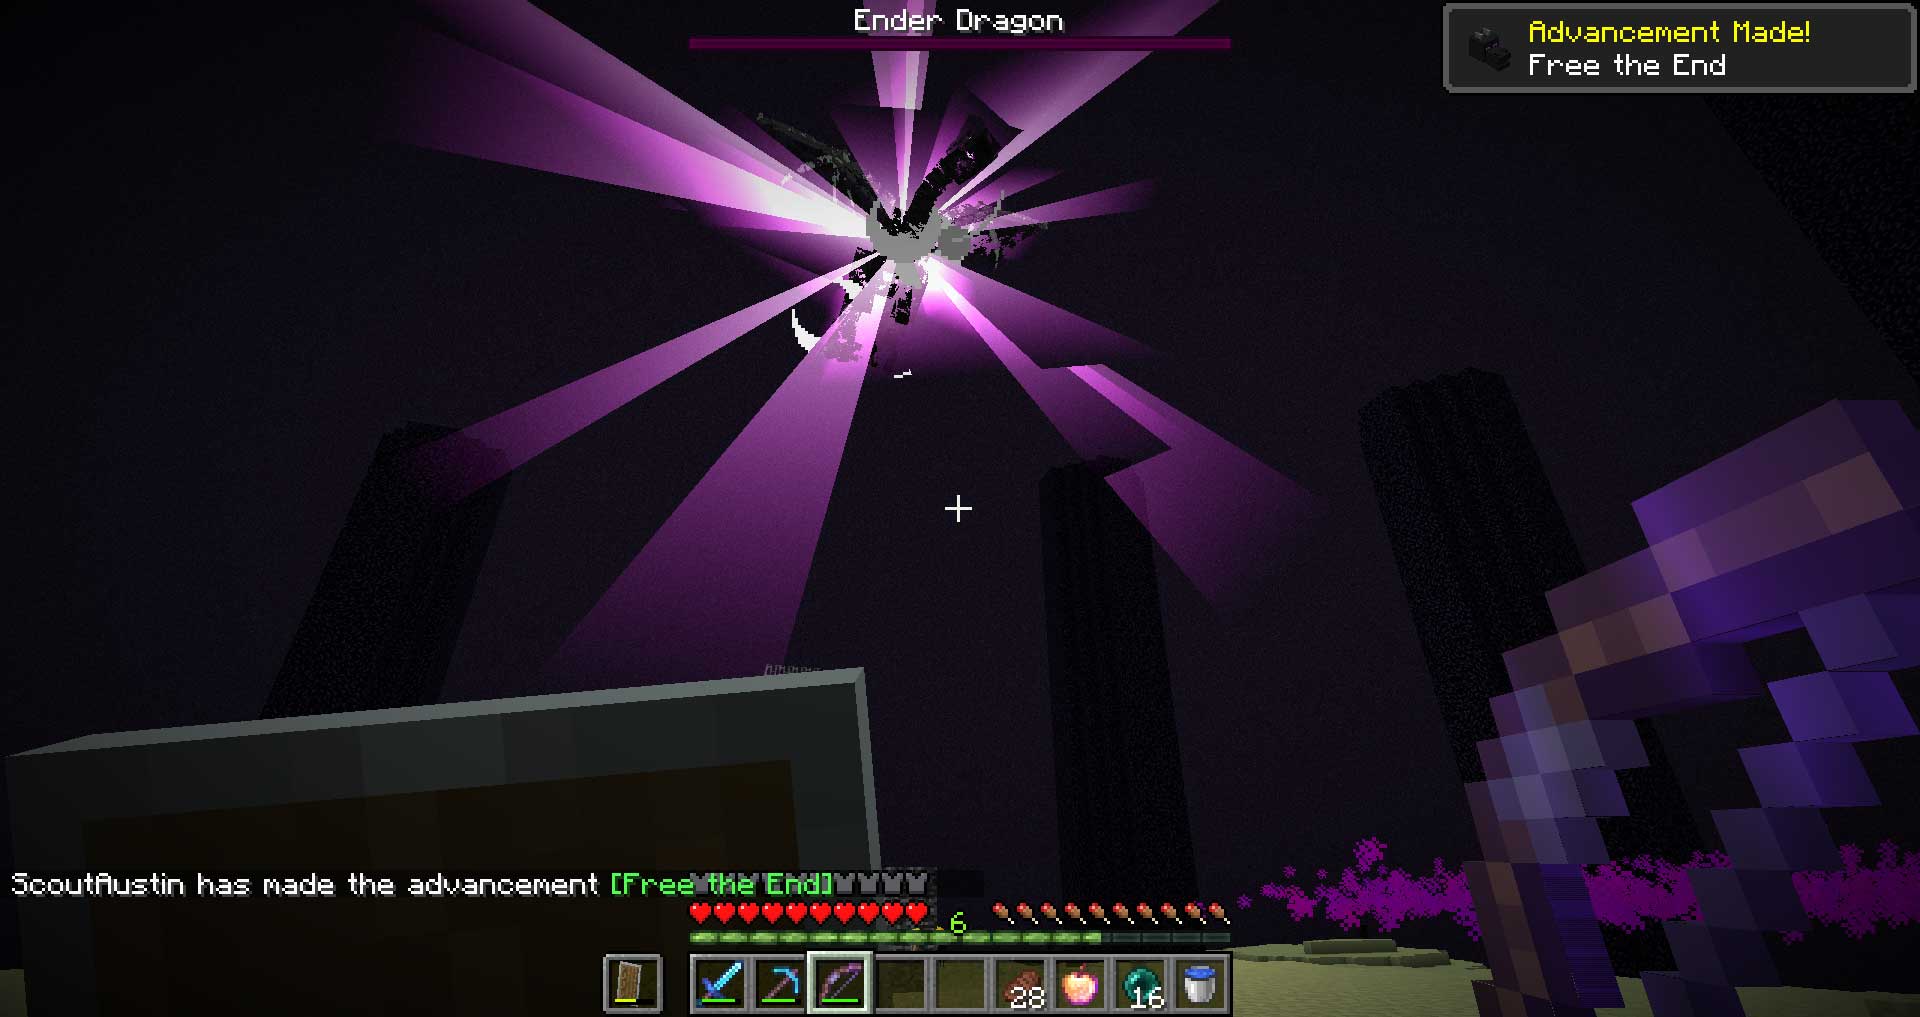 Ender Dragon
Advancement Made!
Free the End
ScoutAustin has made the advancement [Free the End]
6
28
16